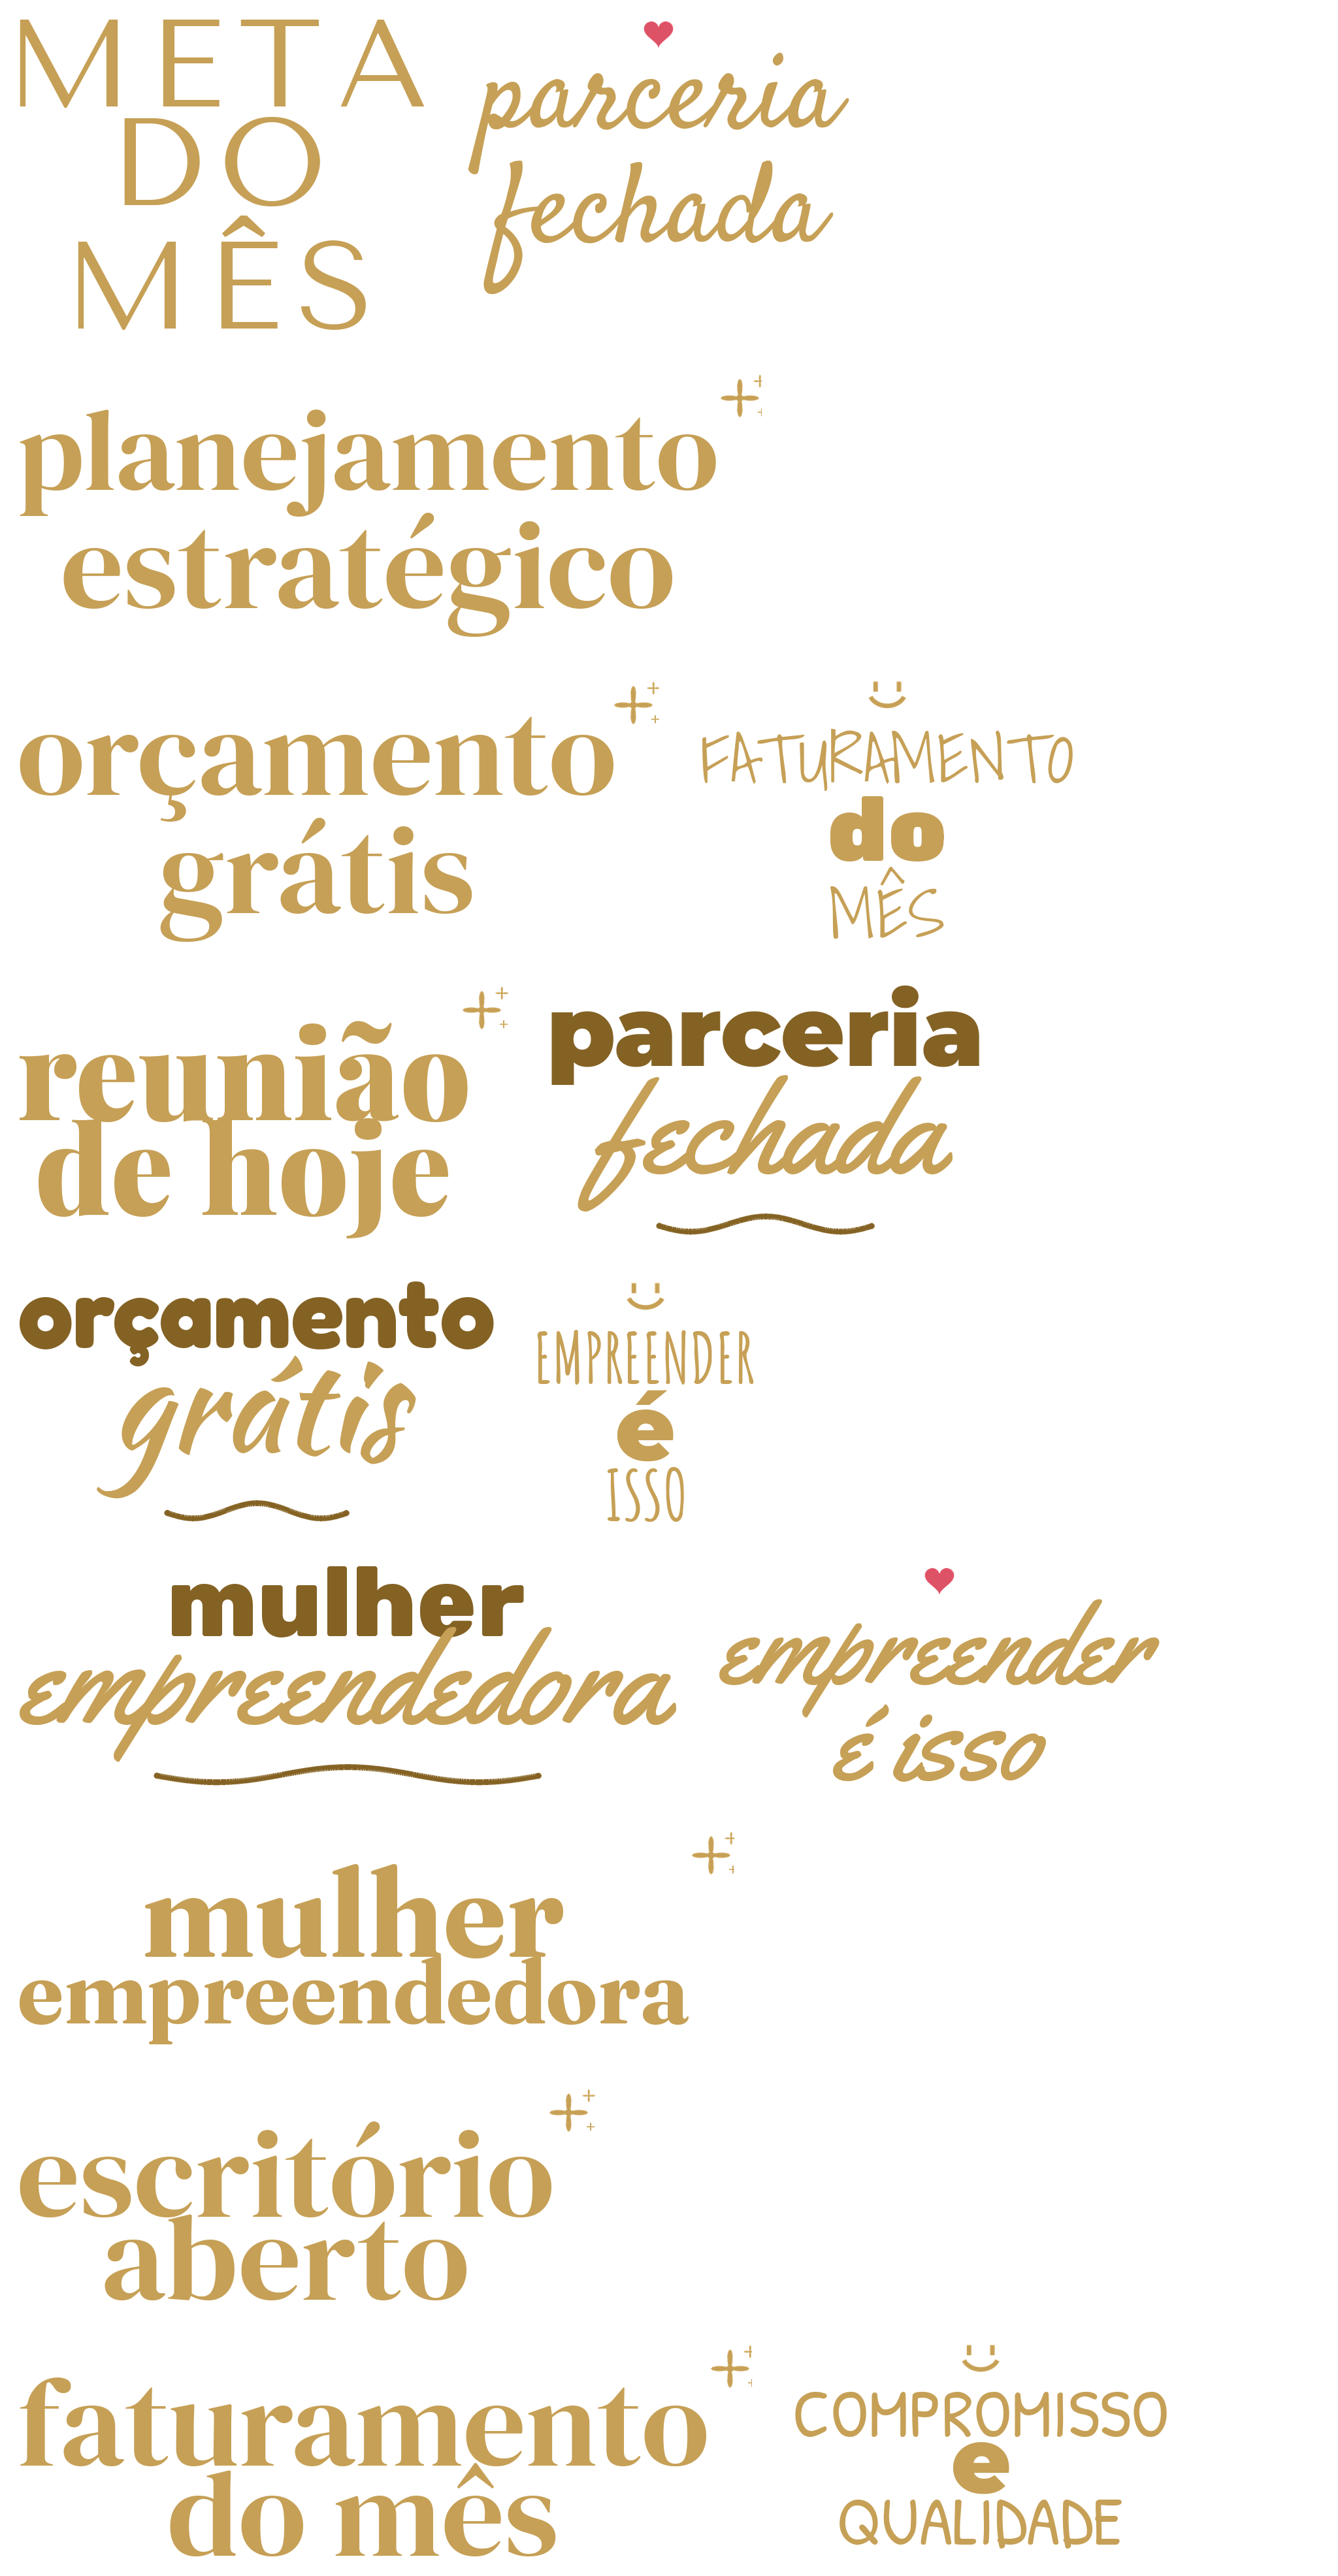 META
DO
MÊS
parceria
fechada
planejamento
estratégico
orçamento
grátis
FATURAMENTO
do
MÊS
reunião
de hoje
parceria
fechada
orçamento
grátis
EMPREENDER
é
ISSO
mulher
empreendedora
empreender
é isso
mulher
empreendedora
escritório
aberto
faturamento
do mês
COMPROMISSO
e
QUALIDADE